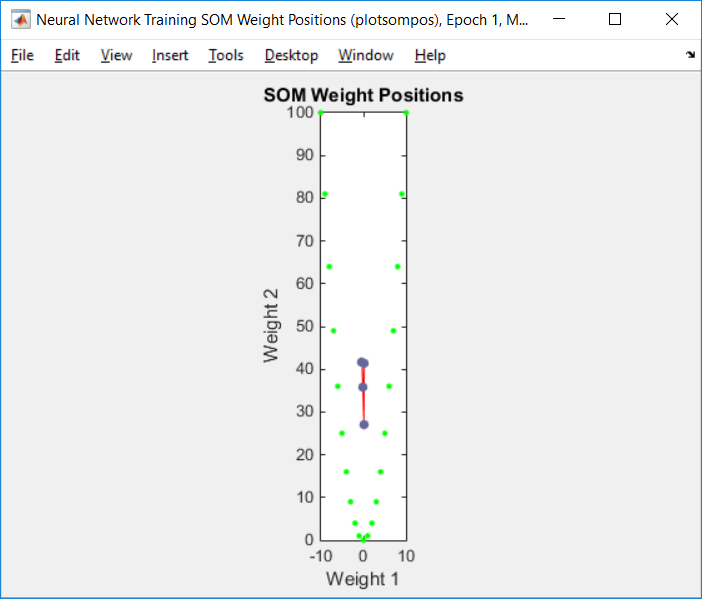 Neural Network Training SOM Weight Positions (plotsompos), Epoch 1, M...
File Edit View Insert Tools Desktop Window Help
SOM Weight Positions
100
90
80
70
60
50
40
30
20
10
0
Weight 2
-10 0 10
Weight 1